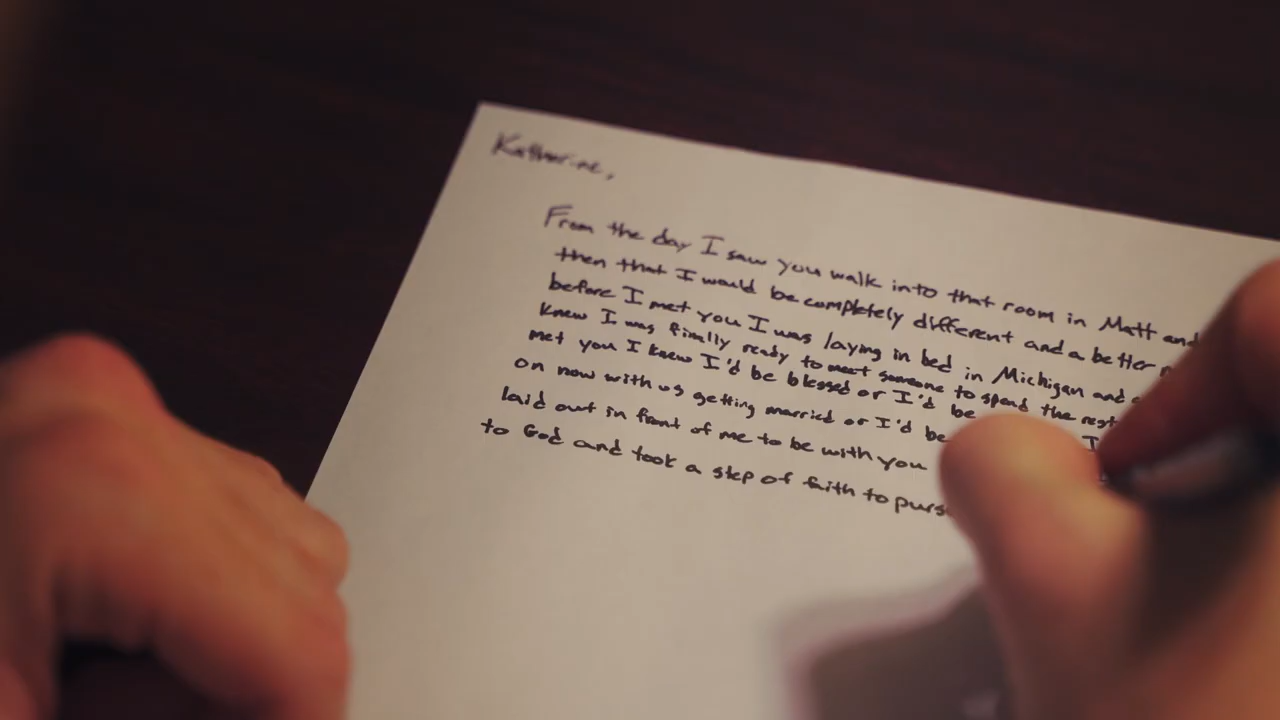 Katharine,
From the day I saw you walk into that room in Matt and
then that I would be completely different and a better
before I met you I was laying in bed in Michigan and
knew I was finally ready to meet someone to spend the rest
met you I knew I'd be blessed or I'd be I
on now with us getting married or I'd be
laid out in front of me to be with you
to God and took a step of faith to purs